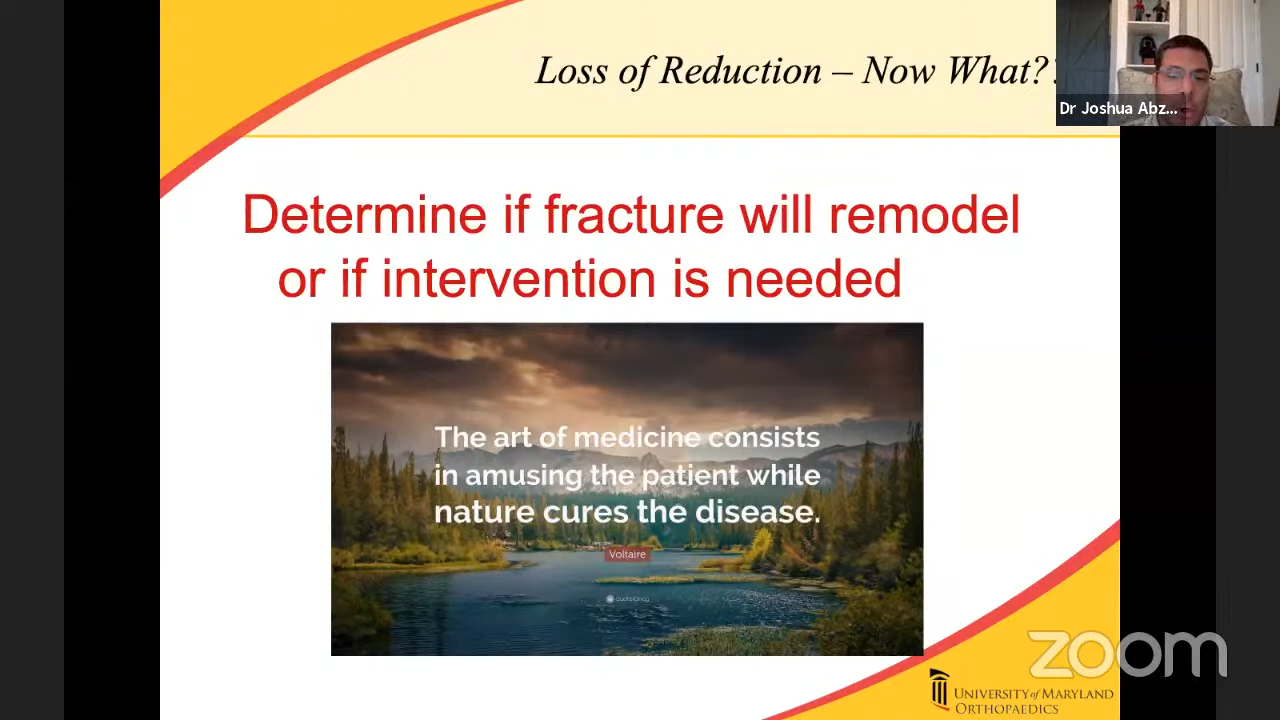 Loss of Reduction – Now What?
Dr Joshua Abz...
Determine if fracture will remodel
or if intervention is needed
The art of medicine consists
in amusing the patient while
nature cures the disease.
Voltaire
quotefancy
zoom
UNIVERSITY of MARYLAND
ORTHOPAEDICS